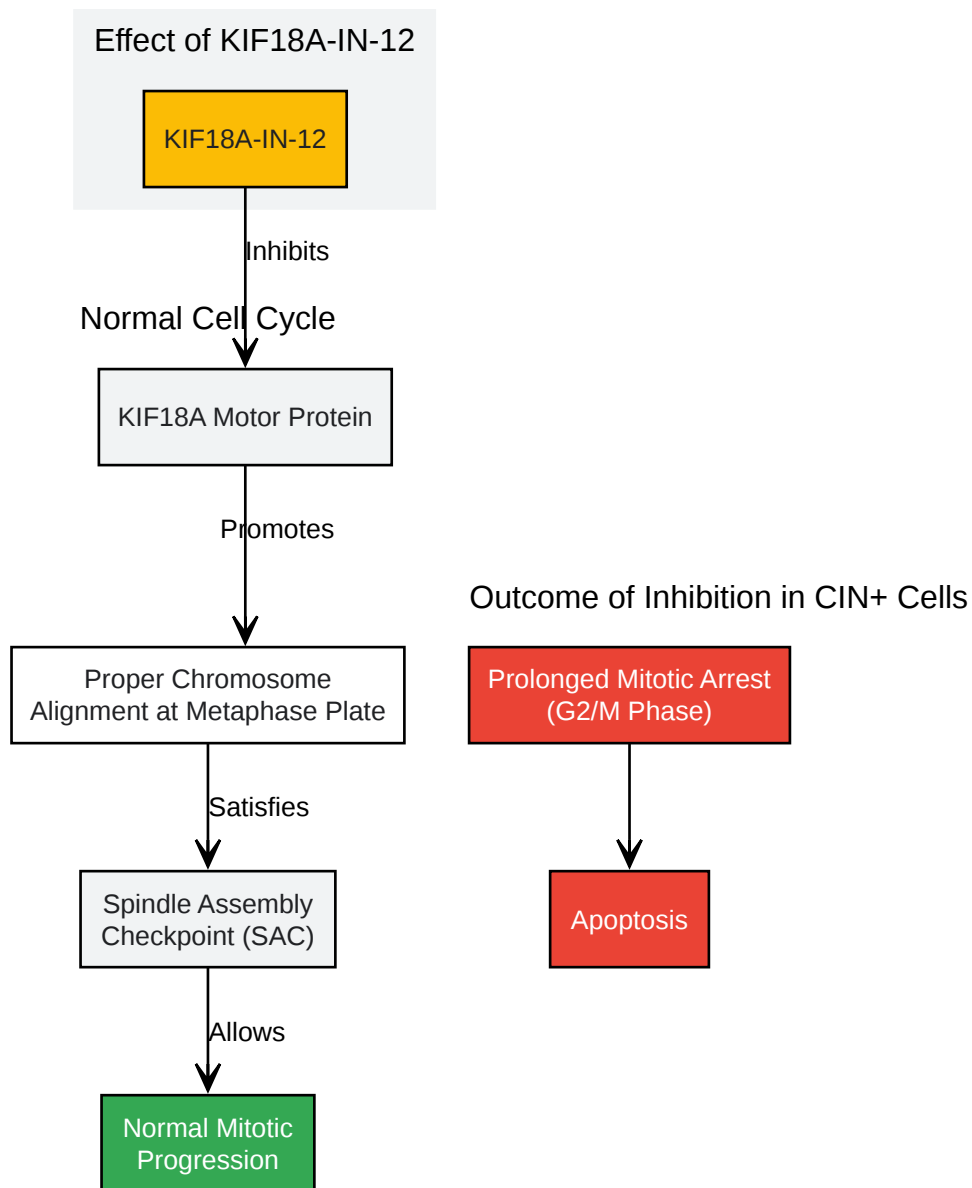 Effect of KIF18A-IN-12
KIF18A-IN-12
Inhibits
Normal Cell Cycle
KIF18A Motor Protein
Promotes
Proper Chromosome
Alignment at Metaphase Plate
Satisfies
Spindle Assembly
Checkpoint (SAC)
Allows
Normal Mitotic
Progression
Outcome of Inhibition in CIN+ Cells
Prolonged Mitotic Arrest
(G2/M Phase)
Apoptosis